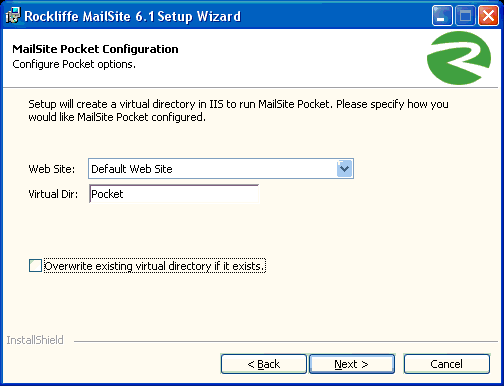 Rockliffe MailSite 6.1 Setup Wizard
MailSite Pocket Configuration
Configure Pocket options.
Setup will create a virtual directory in IIS to run MailSite Pocket. Please specify how you
would like MailSite Pocket configured.
Web Site: Default Web Site
Virtual Dir: Pocket
Overwrite existing virtual directory if it exists.
InstallShield
< Back Next > Cancel